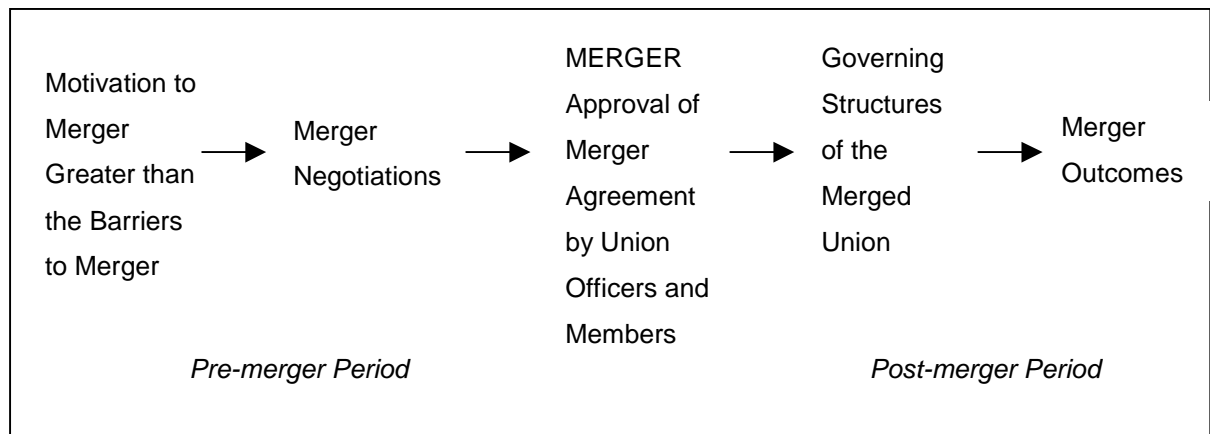 Motivation to
Merger
Greater than
the Barriers
to Merger
Merger
Negotiations
MERGER
Approval of
Merger
Agreement
by Union
Officers and
Members
Governing
Structures
of the
Merged
Union
Merger
Outcomes
Pre-merger Period
Post-merger Period